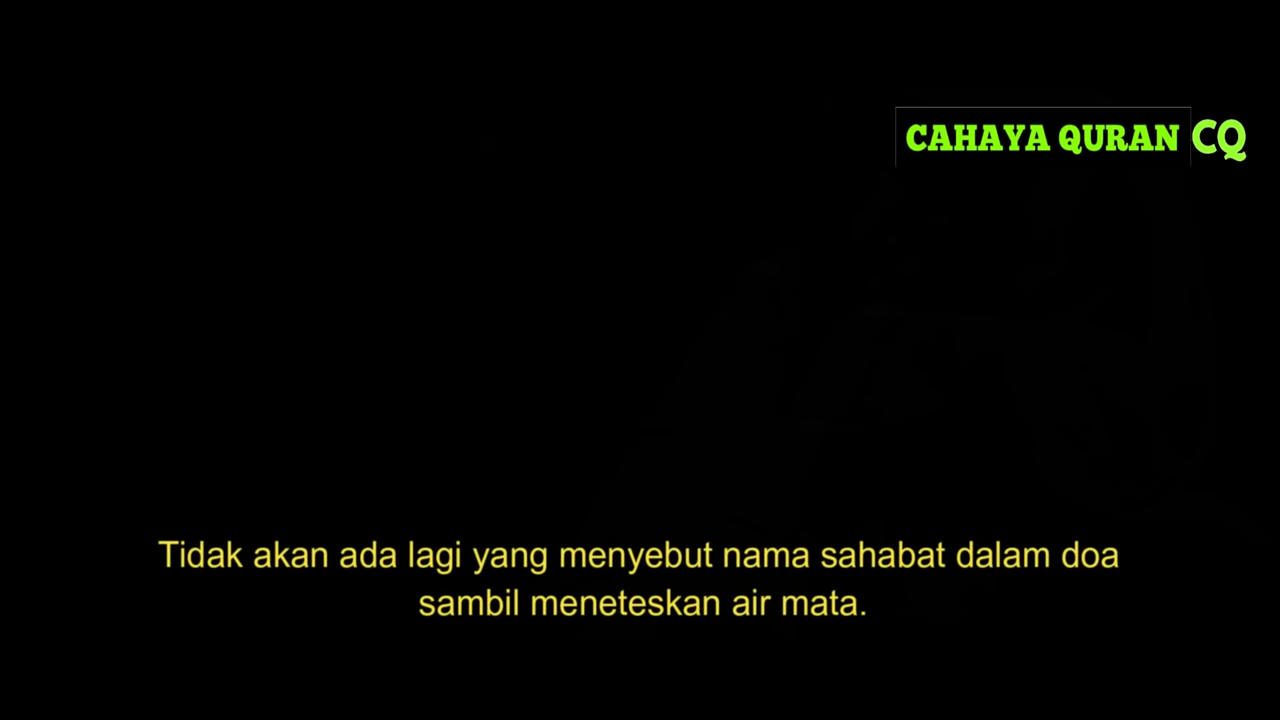 CAHAYA QURAN CQ
Tidak akan ada lagi yang menyebut nama sahabat dalam doa
sambil meneteskan air mata.